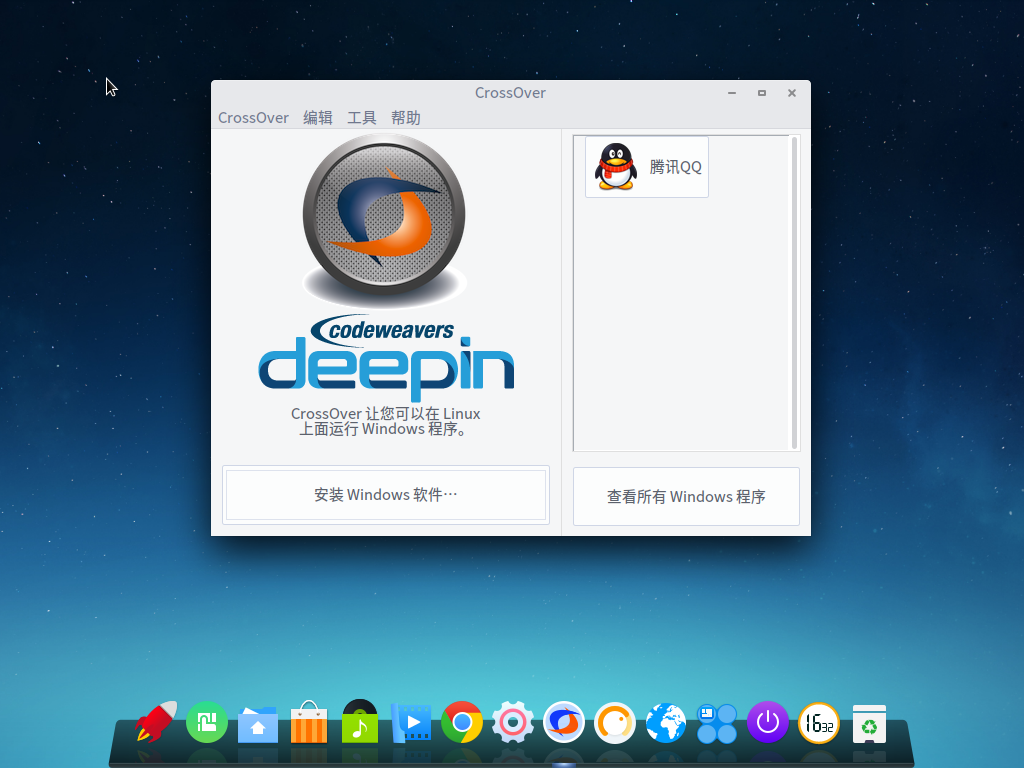 CrossOver
CrossOver 编辑 工具 帮助
腾讯QQ
codeweavers
deepin
CrossOver 让您可以在 Linux
上面运行 Windows 程序。
安装 Windows 软件…
查看所有 Windows 程序
1632